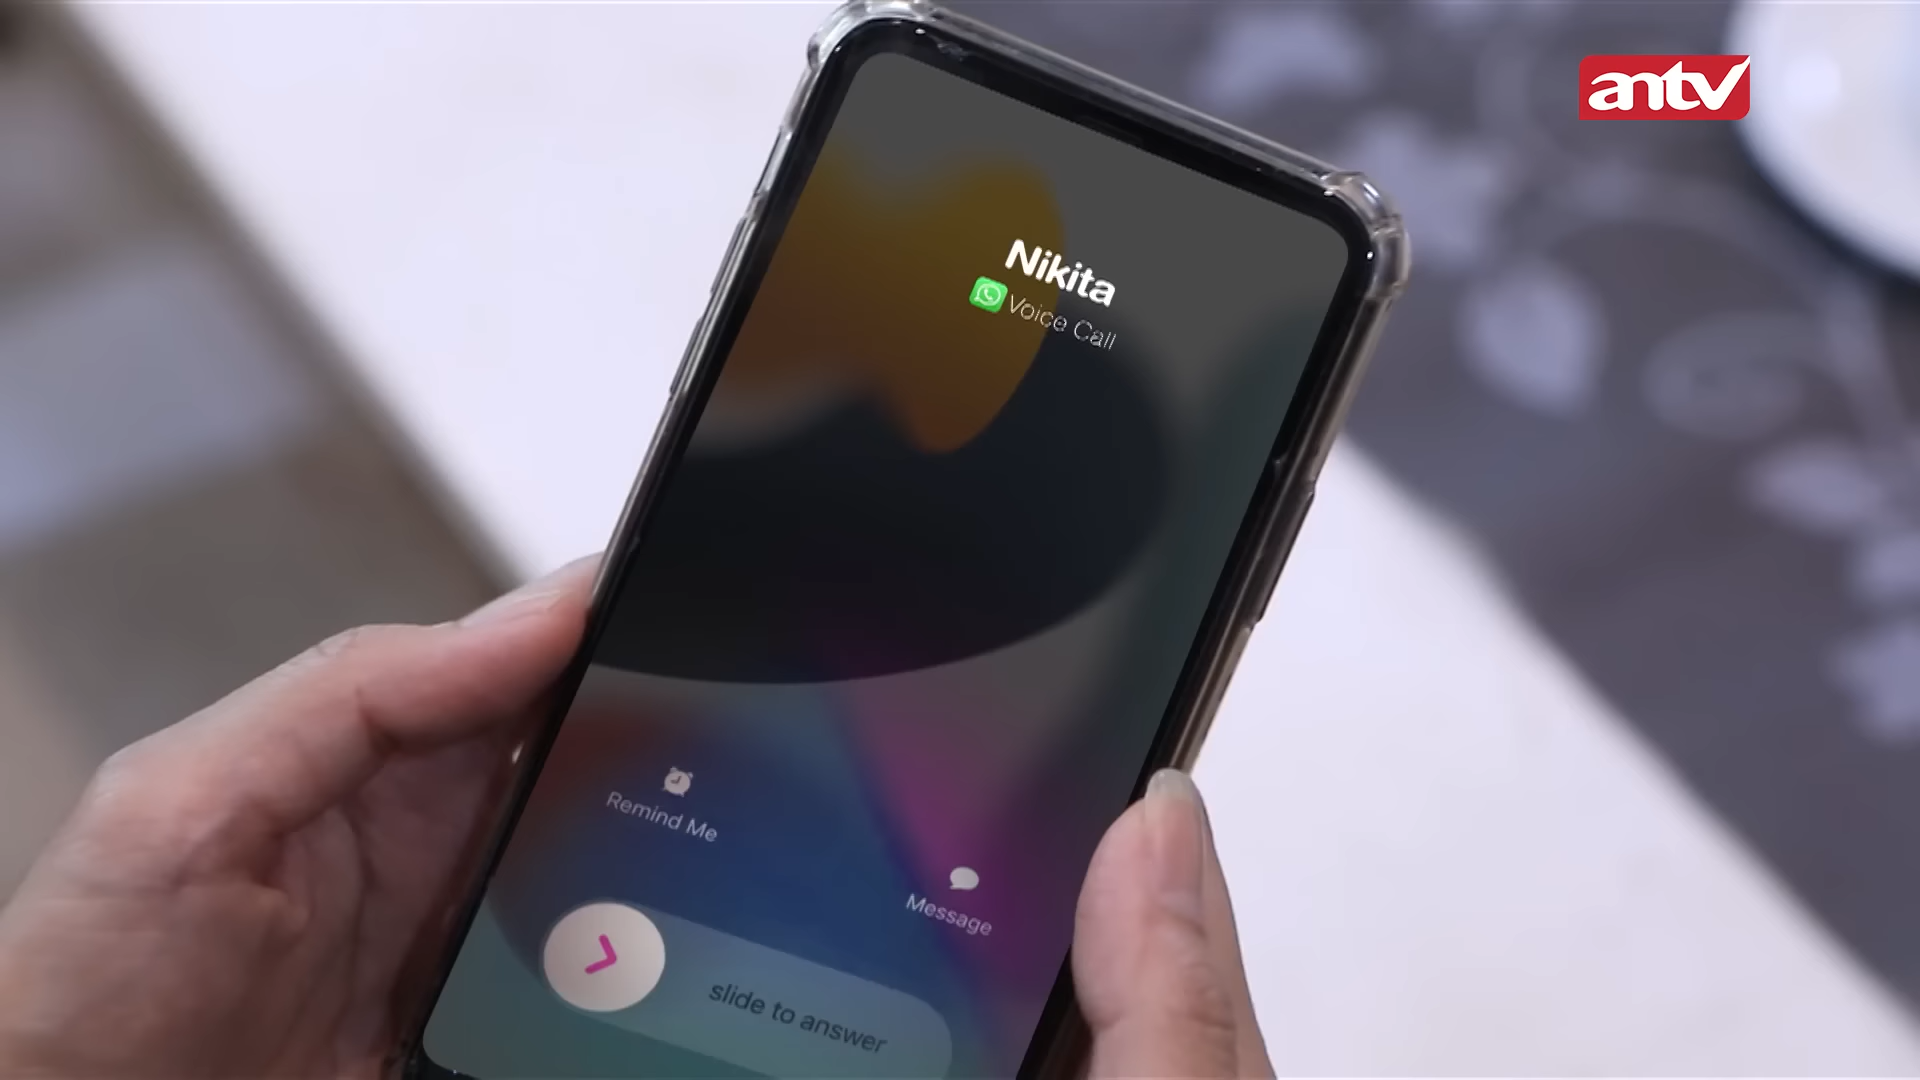 antv
Nikita
Voice Call
Remind Me
Message
slide to answer